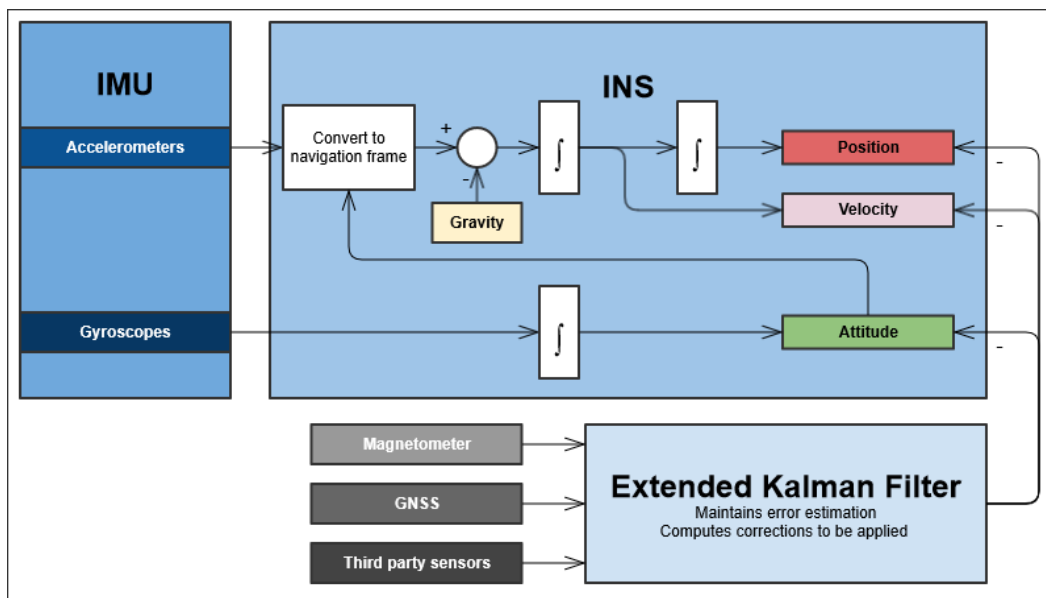 IMU
INS
Accelerometers
Convert to
navigation frame
+
-
Gravity
∫
∫
Position
-
Velocity
-
Gyroscopes
∫
Attitude
-
Magnetometer
GNSS
Third party sensors
Extended Kalman Filter
Maintains error estimation
Computes corrections to be applied